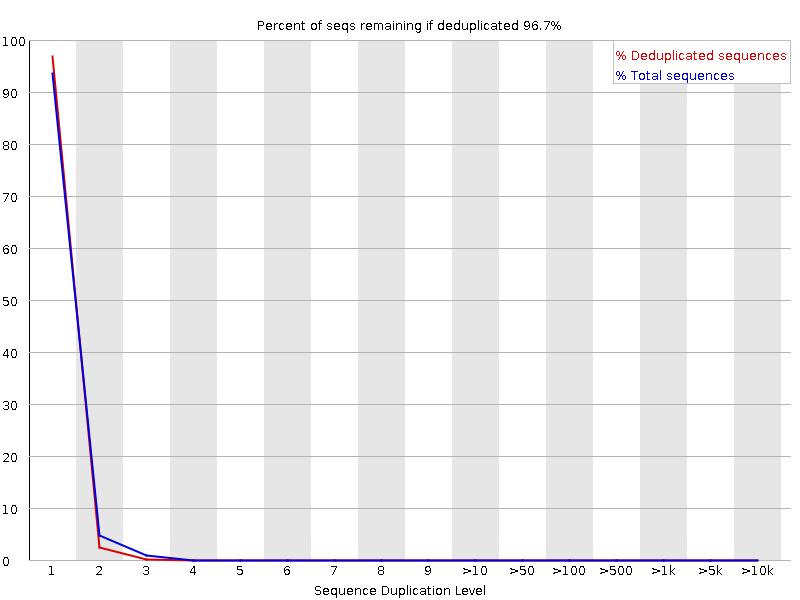 Percent of seqs remaining if deduplicated 96.7%
% Deduplicated sequences
% Total sequences
100
90
80
70
60
50
40
30
20
10
0
1 2 3 4 5 6 7 8 9 >10 >50 >100 >500 >1k >5k >10k
Sequence Duplication Level